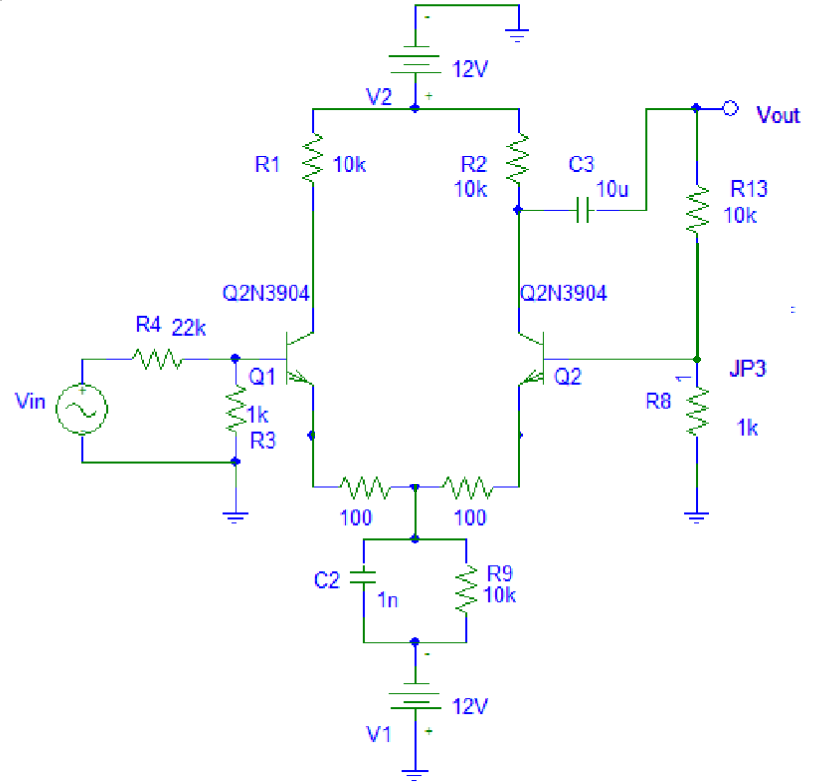 -
12V
V2
+
Vout
R1
10k
R2
10k
C3
10u
R13
10k
Q2N3904
Q2N3904
=
R4
22k
Vin
+
Q1
Q2
1
JP3
1k
R3
R8
1k
100
100
C2
1n
R9
10k
-
12V
V1
+